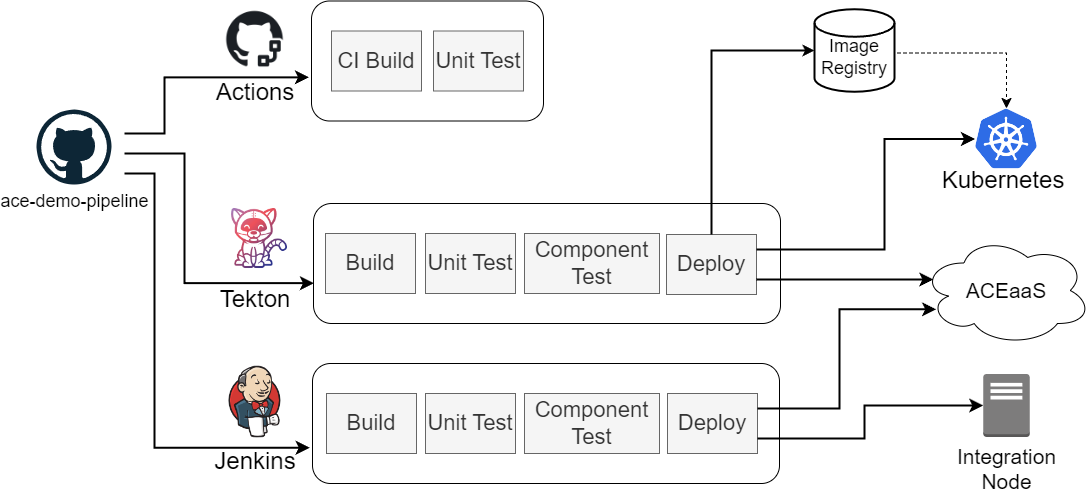 Actions
CI Build
Unit Test
Image
Registry
ace-demo-pipeline
Kubernetes
Tekton
Build
Unit Test
Component
Test
Deploy
ACEaaS
Jenkins
Build
Unit Test
Component
Test
Deploy
Integration
Node